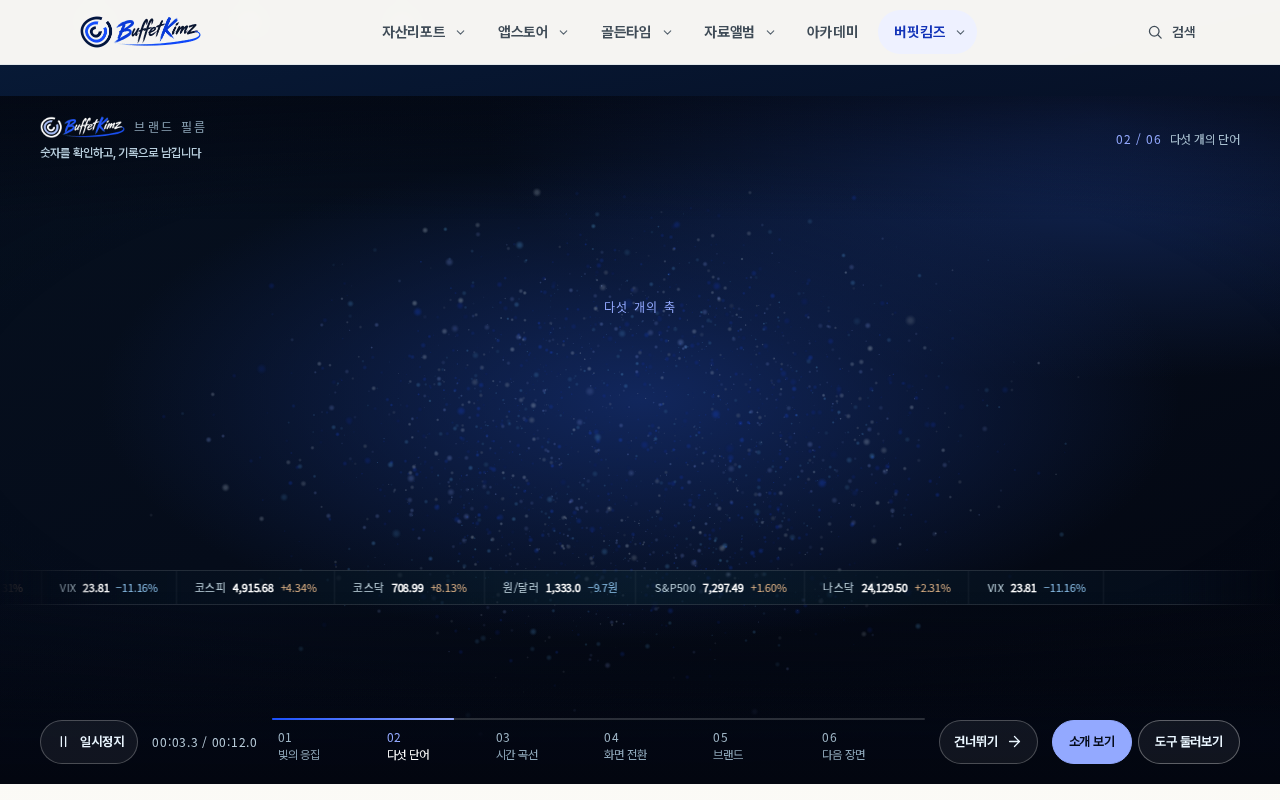 BuffetKimz 자산리포트 앱스토어 골든타임 자료앨범 아카데미 버핏킴즈 검색
BuffetKimz 브랜드 필름
숫자를 확인하고, 기록으로 남깁니다
02 / 06 다섯 개의 단어
다섯 개의 축
VIX 23.81 −11.16% 코스피 4,915.68 +4.34% 코스닥 708.99 +8.13% 원/달러 1,333.0 −9.7원 S&P500 7,297.49 +1.60% 나스닥 24,129.50 +2.31% VIX 23.81 −11.16%
일시정지 00:03.3 / 00:12.0
01 빛의 응집
02 다섯 단어
03 시간 곡선
04 화면 전환
05 브랜드
06 다음 장면
건너뛰기 소개 보기 도구 둘러보기